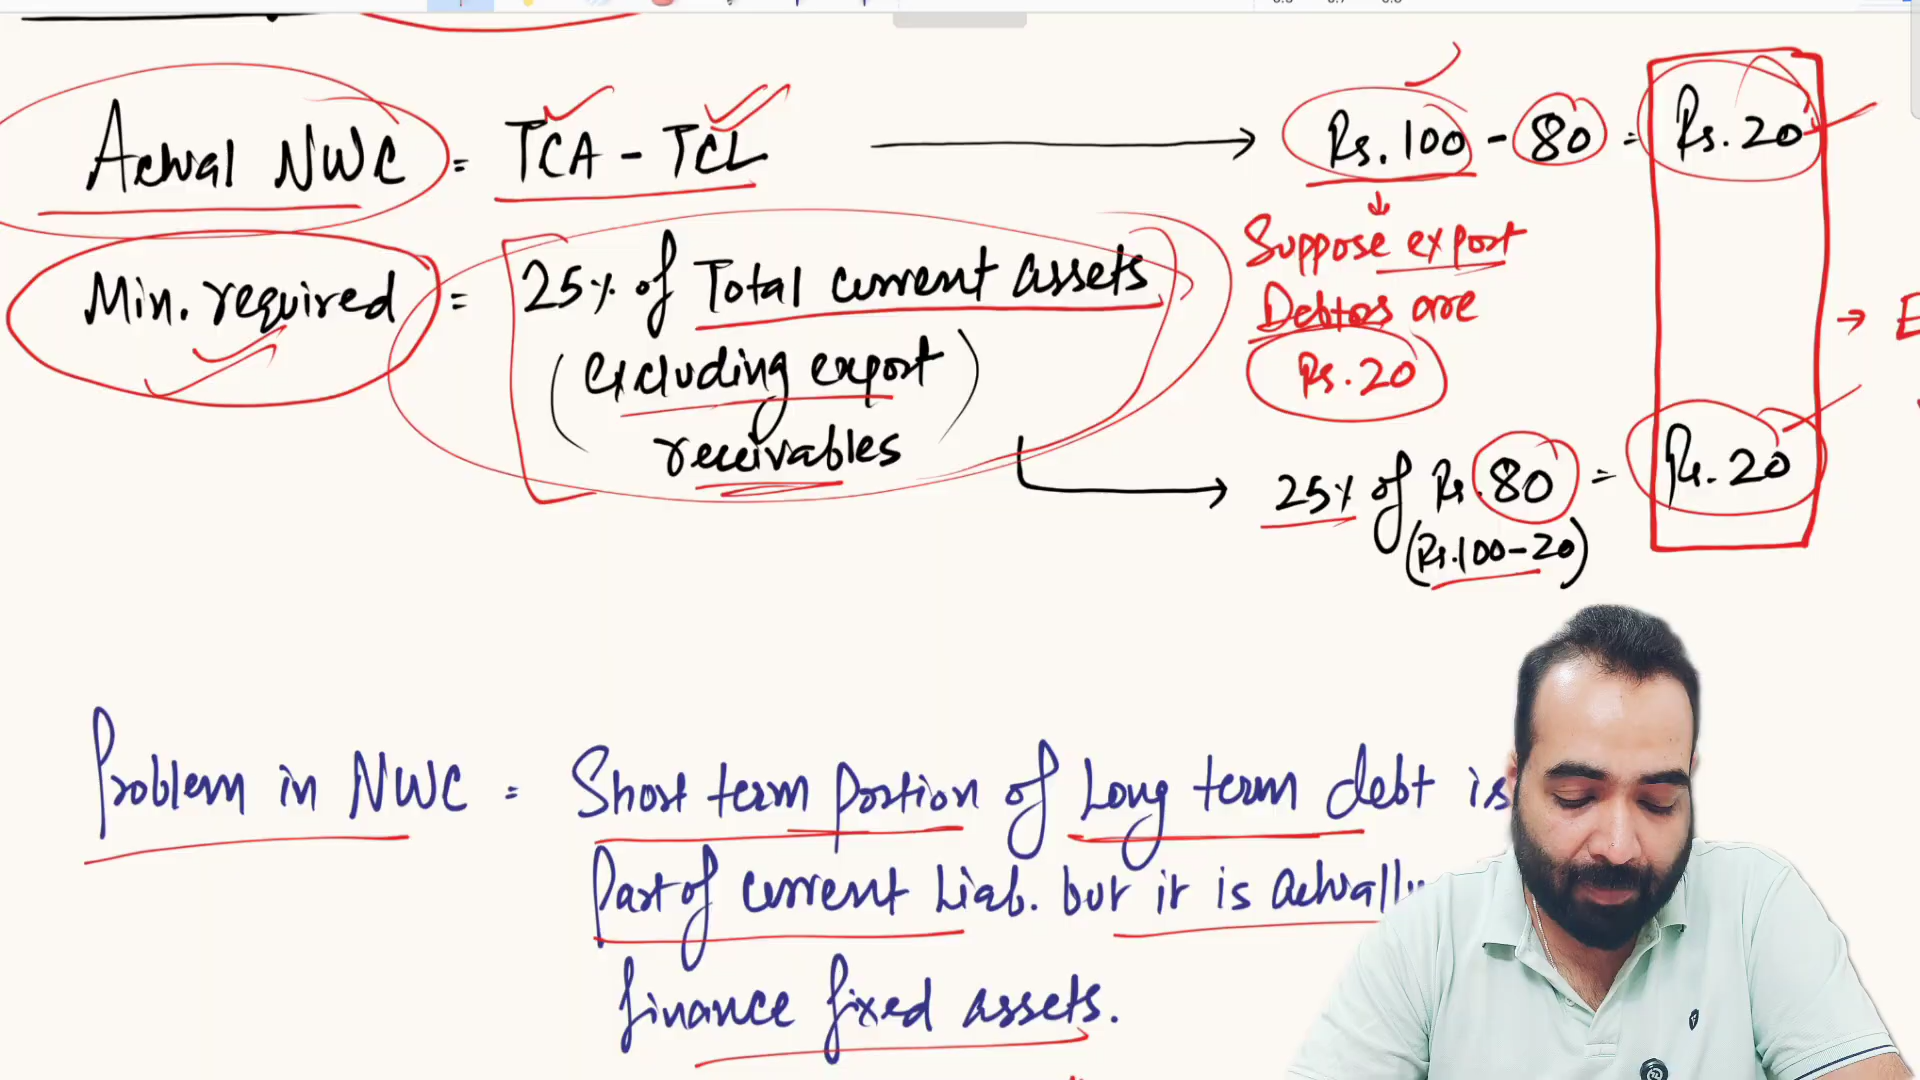 Actual NWC = TCA - TCL → Rs. 100 - 80 = Rs. 20
Suppose export
Debtors are
Rs. 20
Min. required = 25% of Total current assets
(excluding export
receivables)
→ E
25% of Rs. 80 = Rs. 20
(Rs. 100 - 20)
Problem in NWC = Short term portion of Long term debt is
Part of current Liab. but it is actually
finance fixed assets.